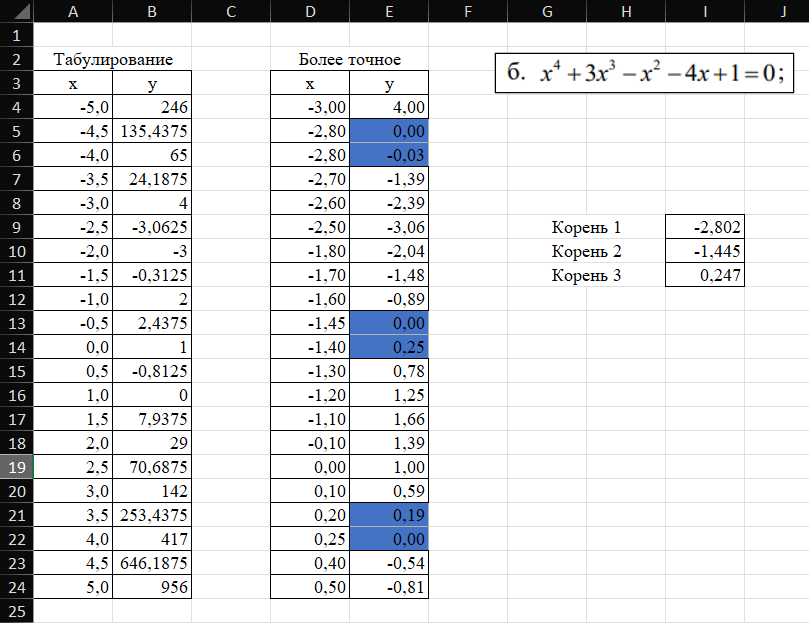 A B C D E F G H I J
1
2 Табулирование Более точное б. x⁴ + 3x³ − x² − 4x + 1 = 0;
3 x y x y
4 -5,0 246 -3,00 4,00
5 -4,5 135,4375 -2,80 0,00
6 -4,0 65 -2,80 -0,03
7 -3,5 24,1875 -2,70 -1,39
8 -3,0 4 -2,60 -2,39
9 -2,5 -3,0625 -2,50 -3,06 Корень 1 -2,802
10 -2,0 -3 -1,80 -2,04 Корень 2 -1,445
11 -1,5 -0,3125 -1,70 -1,48 Корень 3 0,247
12 -1,0 2 -1,60 -0,89
13 -0,5 2,4375 -1,45 0,00
14 0,0 1 -1,40 0,25
15 0,5 -0,8125 -1,30 0,78
16 1,0 0 -1,20 1,25
17 1,5 7,9375 -1,10 1,66
18 2,0 29 -0,10 1,39
19 2,5 70,6875 0,00 1,00
20 3,0 142 0,10 0,59
21 3,5 253,4375 0,20 0,19
22 4,0 417 0,25 0,00
23 4,5 646,1875 0,40 -0,54
24 5,0 956 0,50 -0,81
25